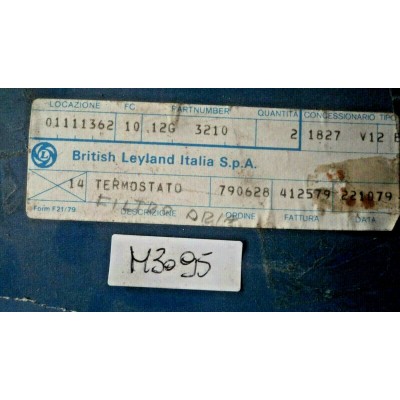 LOCAZIONE FC. PARTNUMBER QUANTITÀ CONCESSIONARIO TIPO
01111362 10 12G 3210 2 1827 V12
British Leyland Italia S.p.A.
14 TERMOSTATO 790628 412579 221079
Form F21/79 DESCRIZIONE ORDINE FATTURA DATA
FILTRO
M3095